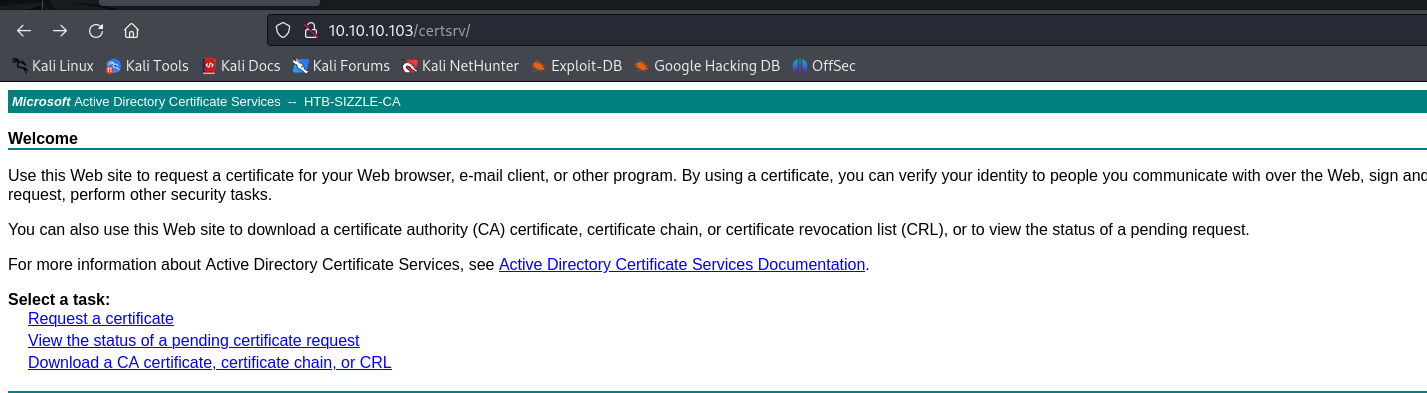 10.10.10.103/certsrv/
Kali Linux Kali Tools Kali Docs Kali Forums Kali NetHunter Exploit-DB Google Hacking DB OffSec
Microsoft Active Directory Certificate Services -- HTB-SIZZLE-CA
Welcome
Use this Web site to request a certificate for your Web browser, e-mail client, or other program. By using a certificate, you can verify your identity to people you communicate with over the Web, sign and
request, perform other security tasks.
You can also use this Web site to download a certificate authority (CA) certificate, certificate chain, or certificate revocation list (CRL), or to view the status of a pending request.
For more information about Active Directory Certificate Services, see Active Directory Certificate Services Documentation.
Select a task:
Request a certificate
View the status of a pending certificate request
Download a CA certificate, certificate chain, or CRL